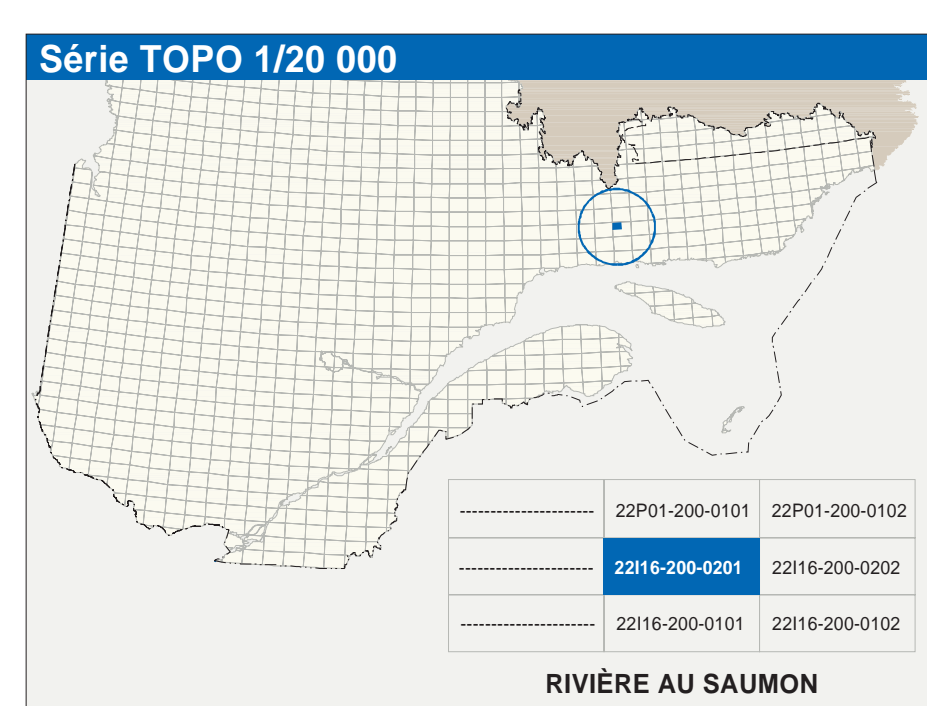 Série TOPO 1/20 000
---------------------- 22P01-200-0101 22P01-200-0102
---------------------- 22I16-200-0201 22I16-200-0202
---------------------- 22I16-200-0101 22I16-200-0102
RIVIÈRE AU SAUMON